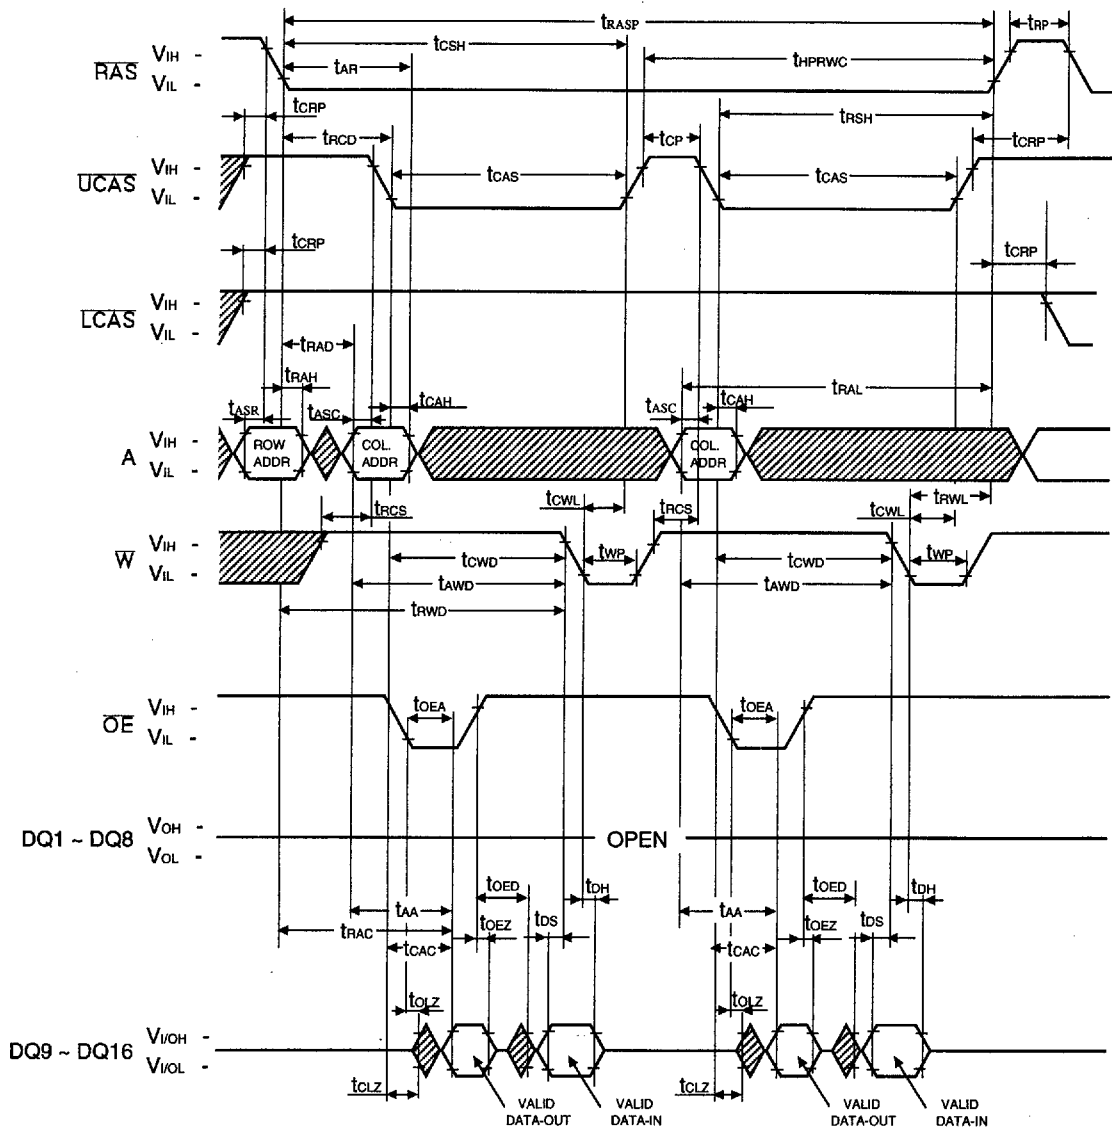 tRASP
tRP
tCSH
tAR
tHPRWC
RAS
VIH -
VIL -
tCRP
tRCD
tCP
tRSH
tCRP
UCAS
VIH -
VIL -
tCAS
tCAS
tCRP
tCRP
LCAS
VIH -
VIL -
tRAD
tRAH
tRAL
tASR
tASC
tCAH
tASC
tCAH
A
VIH -
VIL -
ROW ADDR
COL. ADDR
COL. ADDR
tRCS
tCWL
tRCS
tRWL
tCWL
W
VIH -
VIL -
tCWD
tWP
tCWD
tWP
tAWD
tAWD
tRWD
OE
VIH -
VIL -
tOEA
tOEA
DQ1 ~ DQ8
VOH -
VOL -
OPEN
tOED
tDH
tOED
tDH
tAA
tOEZ
tDS
tAA
tOEZ
tDS
tRAC
tCAC
tCAC
tOLZ
tOLZ
DQ9 ~ DQ16
VI/OH -
VI/OL -
tCLZ
tCLZ
VALID DATA-OUT
VALID DATA-IN
VALID DATA-OUT
VALID DATA-IN